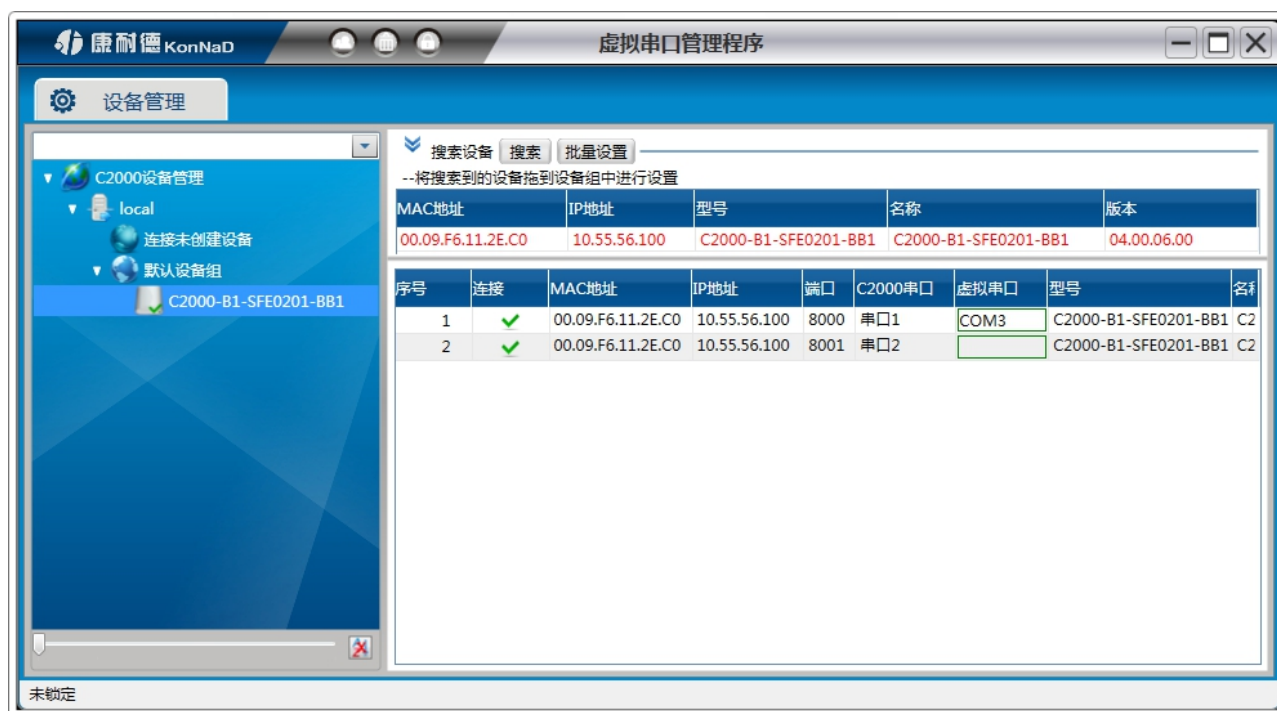 康耐德 KonNaD 虚拟串口管理程序
设备管理
搜索设备 搜索 批量设置
--将搜索到的设备拖到设备组中进行设置
C2000设备管理
local
连接未创建设备
默认设备组
C2000-B1-SFE0201-BB1
MAC地址 IP地址 型号 名称 版本
00.09.F6.11.2E.C0 10.55.56.100 C2000-B1-SFE0201-BB1 C2000-B1-SFE0201-BB1 04.00.06.00
序号 连接 MAC地址 IP地址 端口 C2000串口 虚拟串口 型号
1 00.09.F6.11.2E.C0 10.55.56.100 8000 串口1 COM3 C2000-B1-SFE0201-BB1 C2
2 00.09.F6.11.2E.C0 10.55.56.100 8001 串口2 C2000-B1-SFE0201-BB1 C2
未锁定